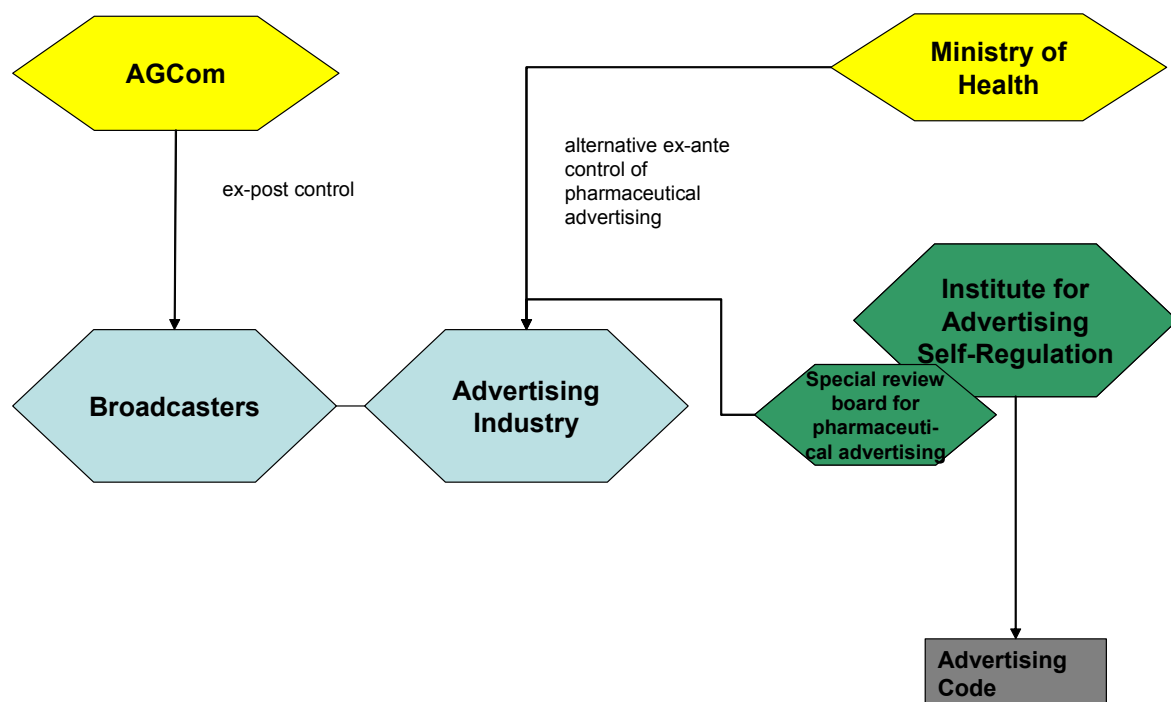 AGCom
Ministry of
Health
ex-post control
alternative ex-ante
control of
pharmaceutical
advertising
Institute for
Advertising
Self-Regulation
Broadcasters
Advertising
Industry
Special review
board for
pharmaceuti-
cal advertising
Advertising
Code